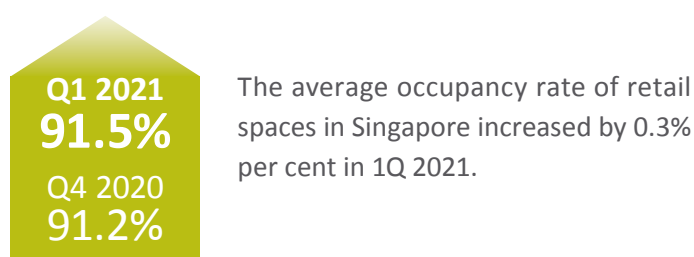 Q1 2021
91.5%
Q4 2020
91.2%
The average occupancy rate of retail
spaces in Singapore increased by 0.3%
per cent in 1Q 2021.